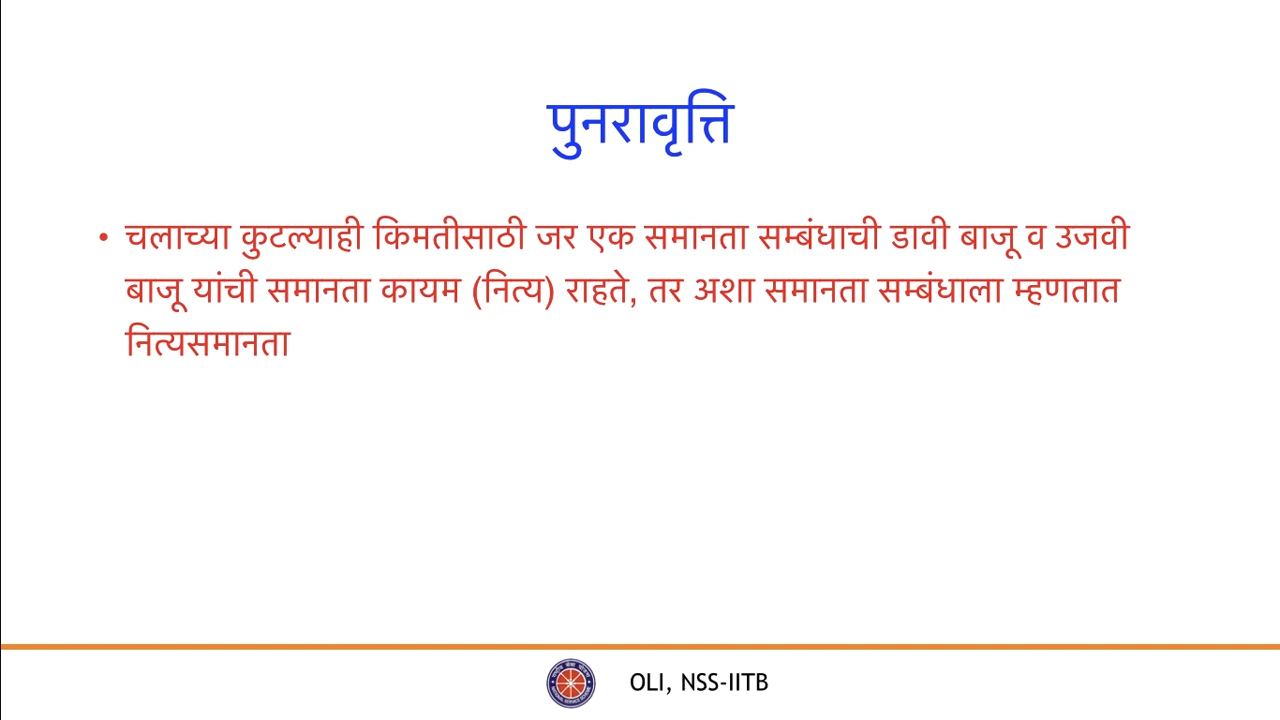 पुनरावृत्ति
• चलाच्या कुटल्याही किमतीसाठी जर एक समानता सम्बंधाची डावी बाजू व उजवी
बाजू यांची समानता कायम (नित्य) राहते, तर अशा समानता सम्बंधाला म्हणतात
नित्यसमानता
OLI, NSS-IITB